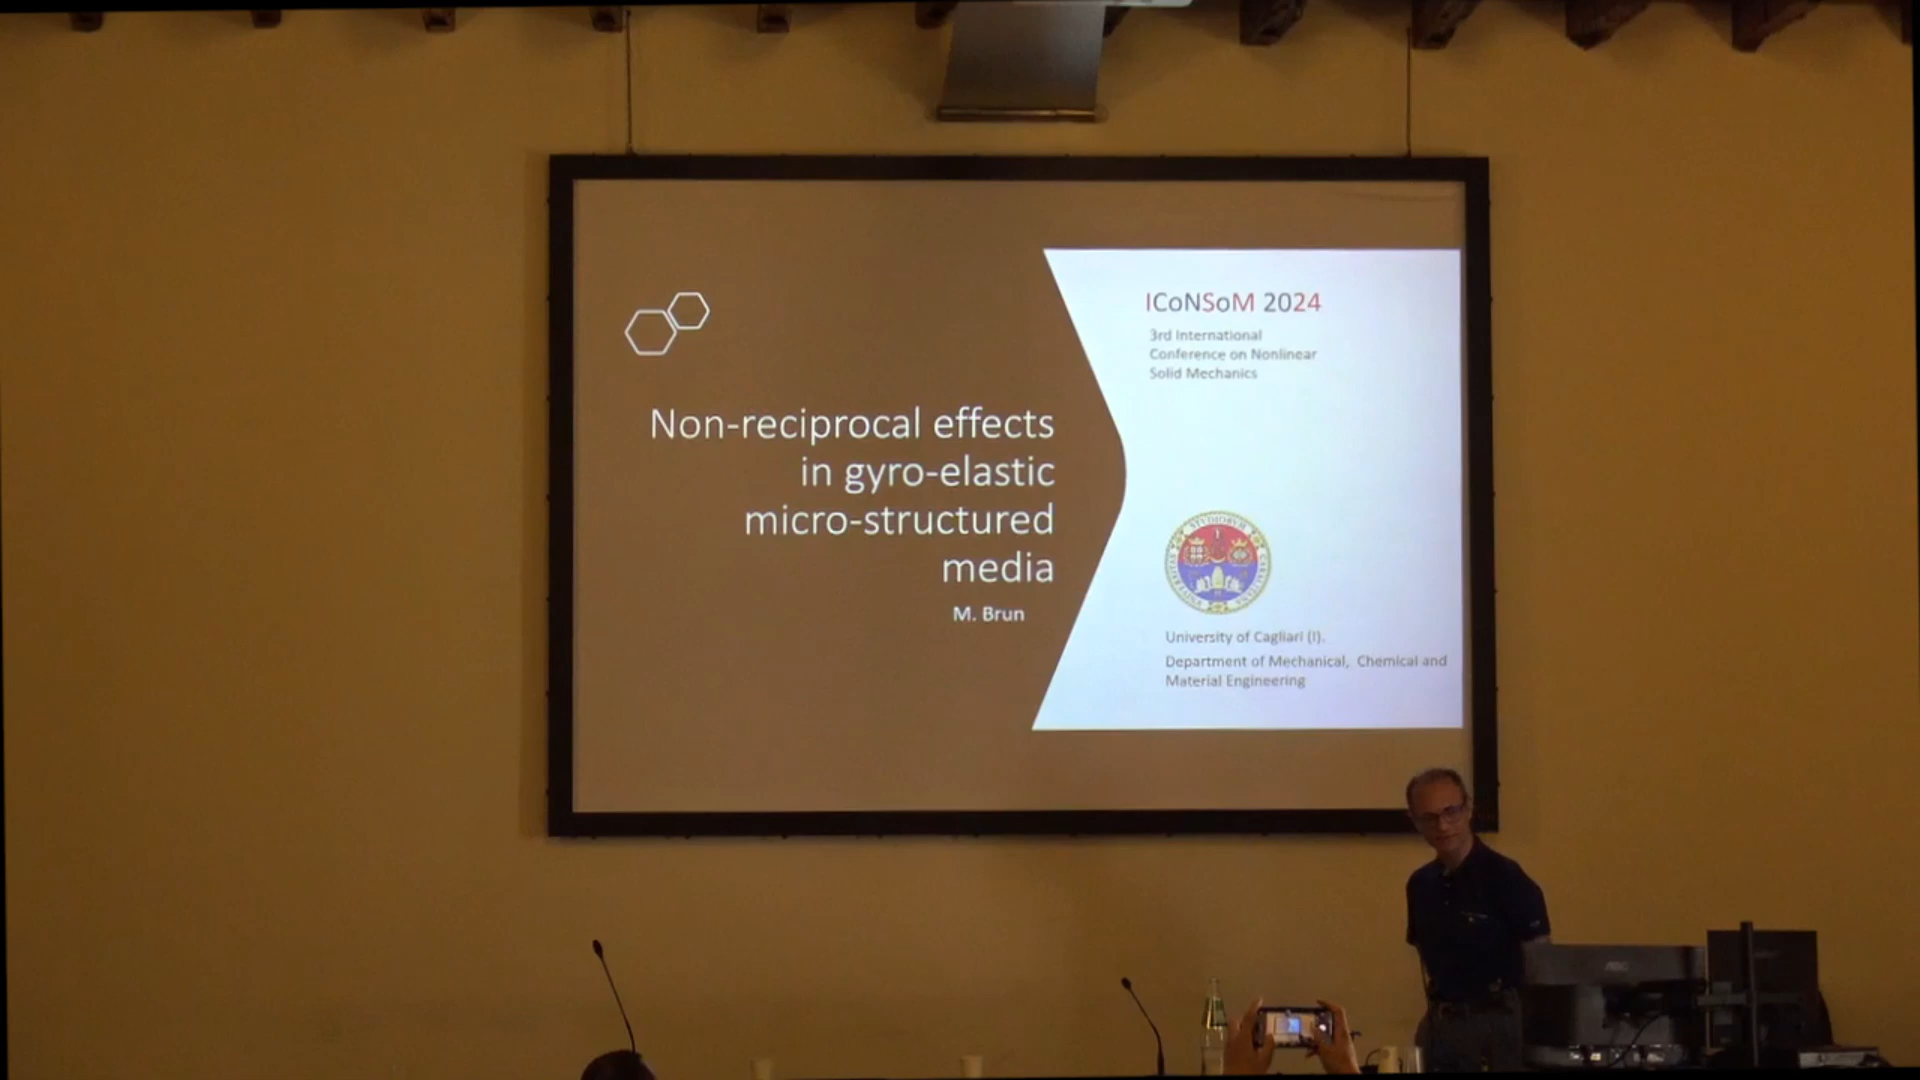 Non-reciprocal effects
in gyro-elastic
micro-structured
media
M. Brun
ICoNSoM 2024
3rd International
Conference on Nonlinear
Solid Mechanics
University of Cagliari (I).
Department of Mechanical, Chemical and
Material Engineering